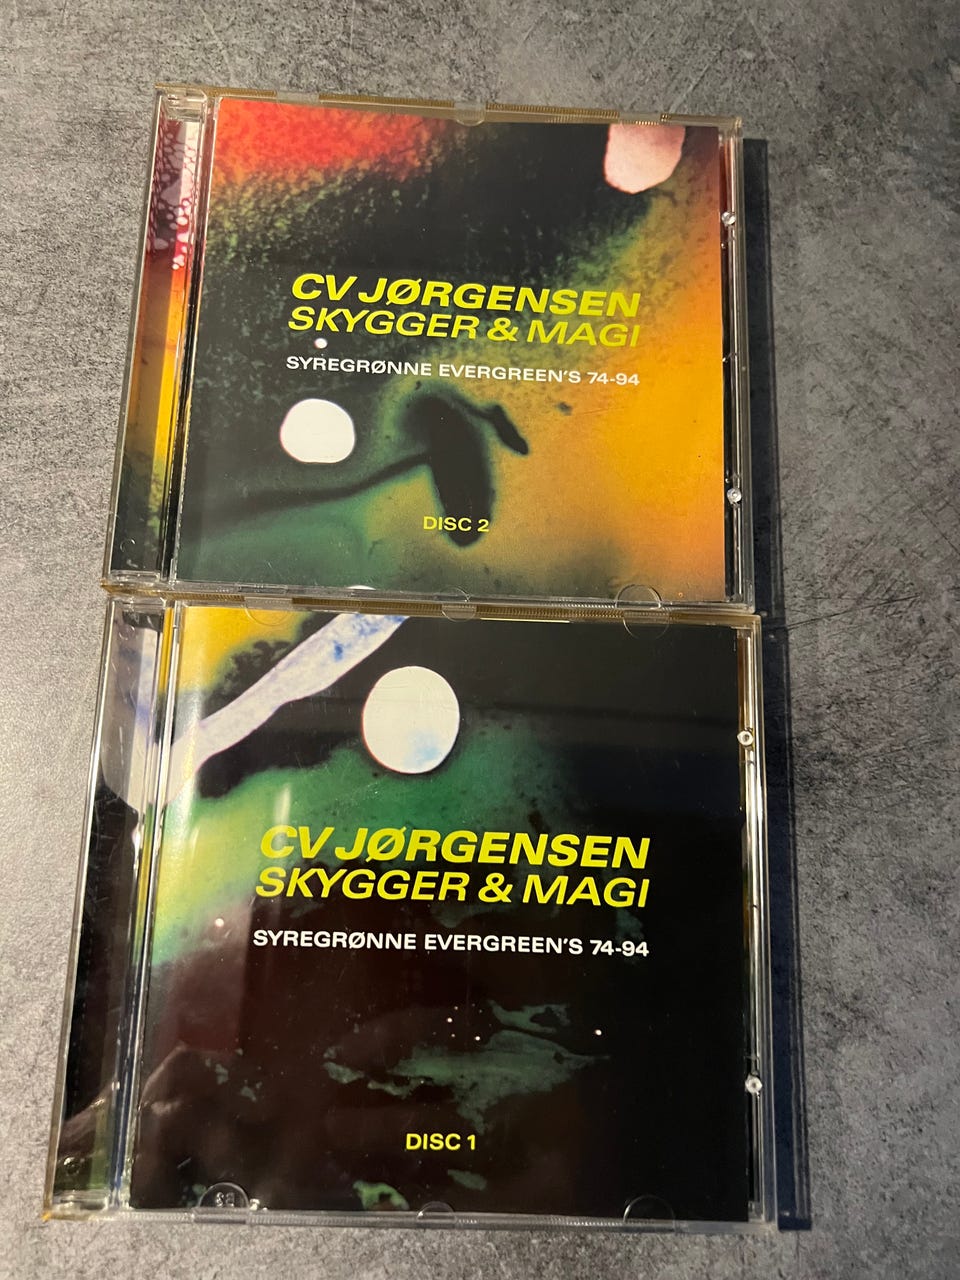 CV JØRGENSEN
SKYGGER & MAGI
SYREGRØNNE EVERGREEN'S 74-94
DISC 2
CV JØRGENSEN
SKYGGER & MAGI
SYREGRØNNE EVERGREEN'S 74-94
DISC 1